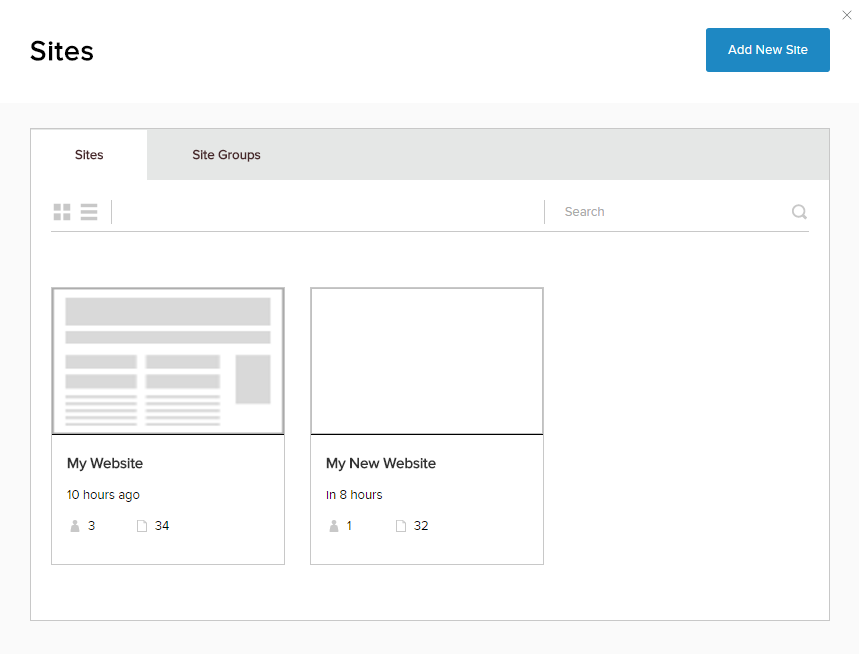 Sites
Add New Site
Sites
Site Groups
Search
My Website
10 hours ago
3
34
My New Website
in 8 hours
1
32